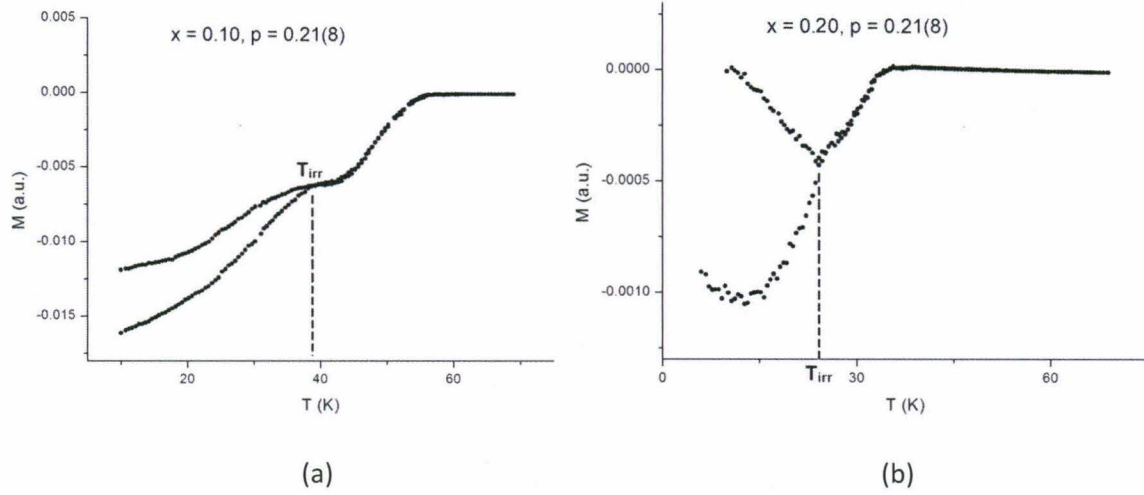 x = 0.10, p = 0.21(8)
0.005
0.000
-0.005
-0.010
-0.015
M (a.u.)
Tirr
20
40
60
T (K)
(a)
x = 0.20, p = 0.21(8)
0.0000
-0.0005
-0.0010
M (a.u.)
0
Tirr
30
60
T (K)
(b)